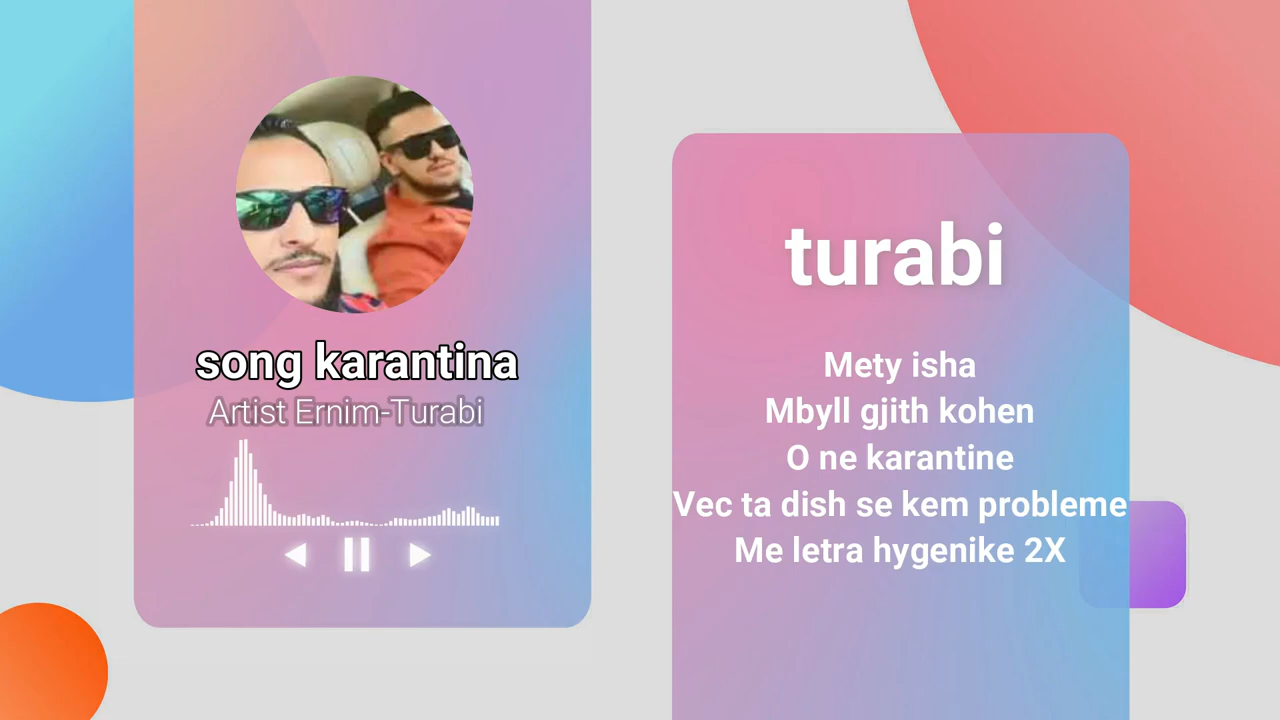 song karantina
Artist Ernim-Turabi
turabi
Mety isha
Mbyll gjith kohen
O ne karantine
Vec ta dish se kem probleme
Me letra hygenike 2X